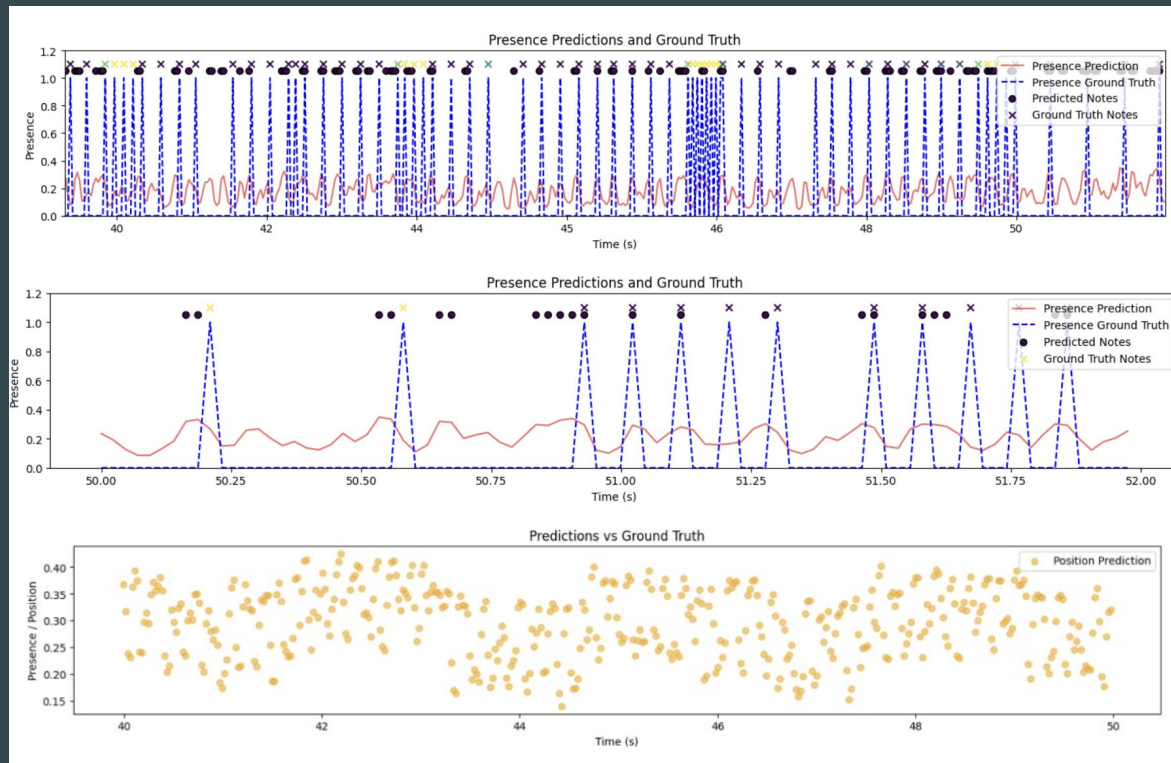 Presence Predictions and Ground Truth
1.2
1.0
0.8
0.6
0.4
0.2
0.0
Presence
Presence Prediction
Presence Ground Truth
Predicted Notes
Ground Truth Notes
40 42 44 45 46 48 50
Time (s)
Presence Predictions and Ground Truth
1.2
1.0
0.8
0.6
0.4
0.2
0.0
Presence
Presence Prediction
Presence Ground Truth
Predicted Notes
Ground Truth Notes
50.00 50.25 50.50 50.75 51.00 51.25 51.50 51.75 52.00
Time (s)
Predictions vs Ground Truth
0.40
0.35
0.30
0.25
0.20
0.15
Presence / Position
Position Prediction
40 42 44 46 48 50
Time (s)